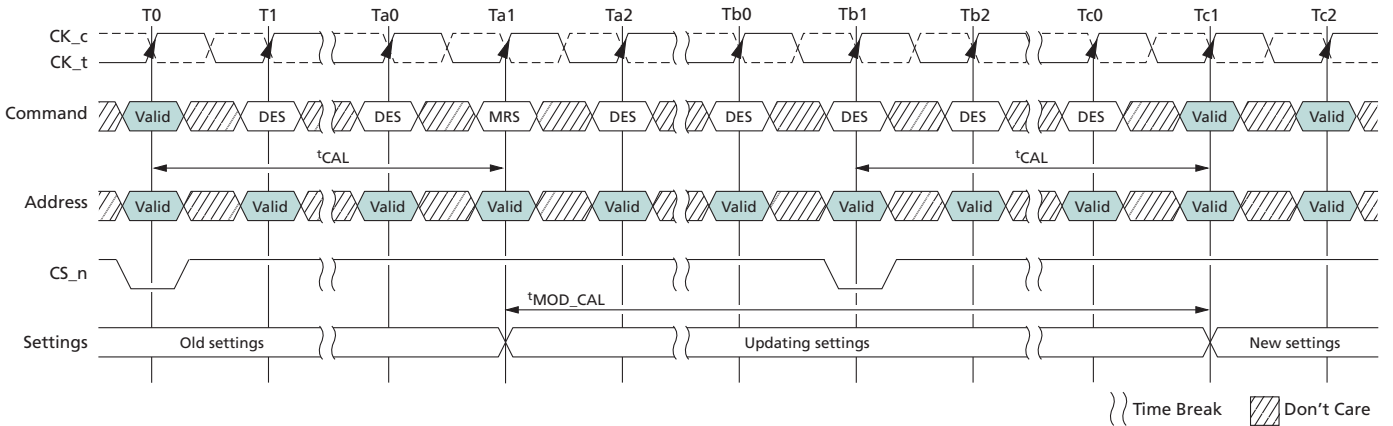 T0 T1 Ta0 Ta1 Ta2 Tb0 Tb1 Tb2 Tc0 Tc1 Tc2
CK_c
CK_t
Command Valid DES DES MRS DES DES DES DES DES Valid Valid
tCAL tCAL
Address Valid Valid Valid Valid Valid Valid Valid Valid Valid Valid Valid
CS_n
tMOD_CAL
Settings Old settings Updating settings New settings
Time Break Don't Care